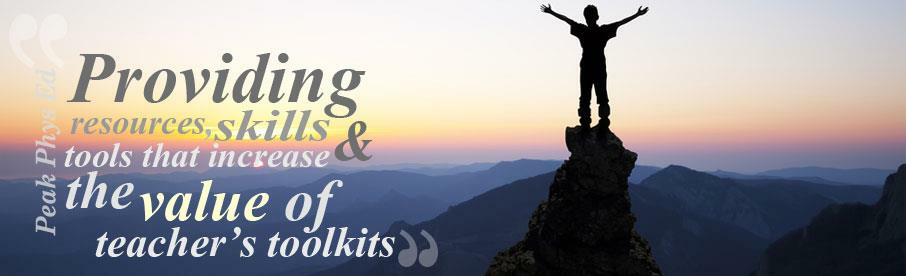 “
Peak Phys Ed
Providing
resources, skills &
tools that increase
the value of
teacher’s toolkits”